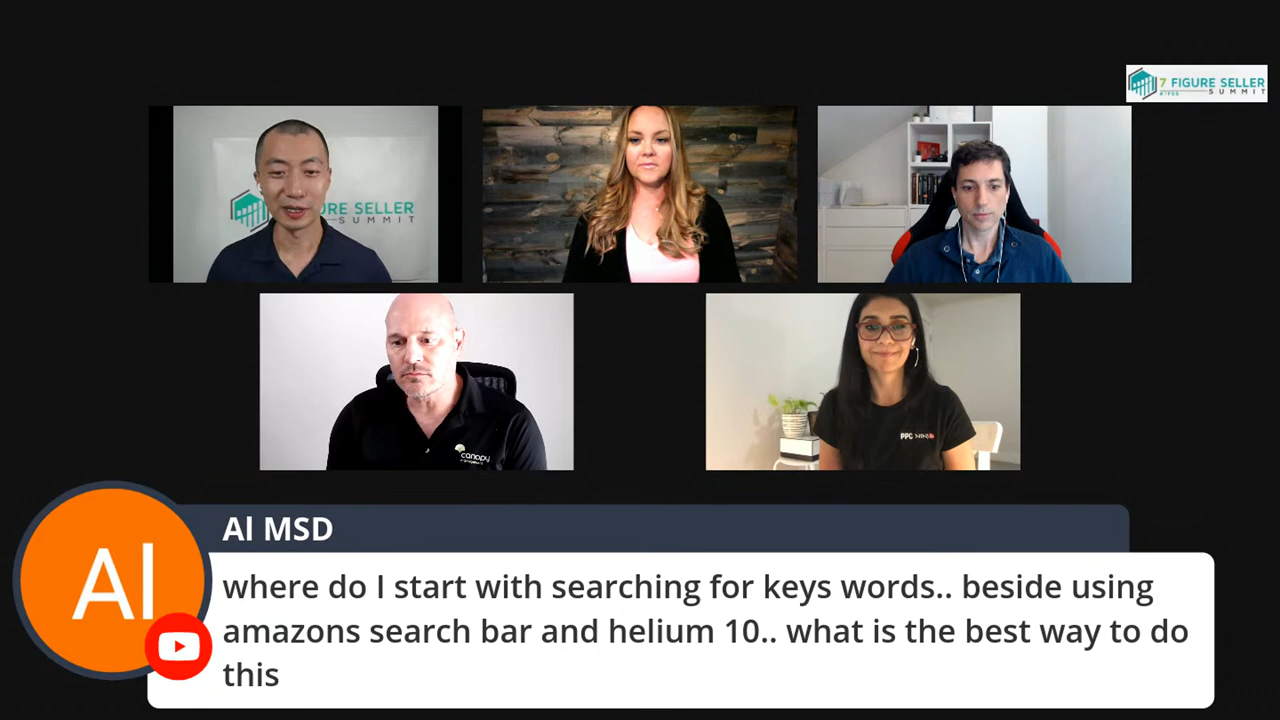 7 FIGURE SELLER
SUMMIT
FIGURE SELLER
SUMMIT
canopy
PPC NINJA
Al
Al MSD
where do I start with searching for keys words.. beside using
amazons search bar and helium 10.. what is the best way to do
this